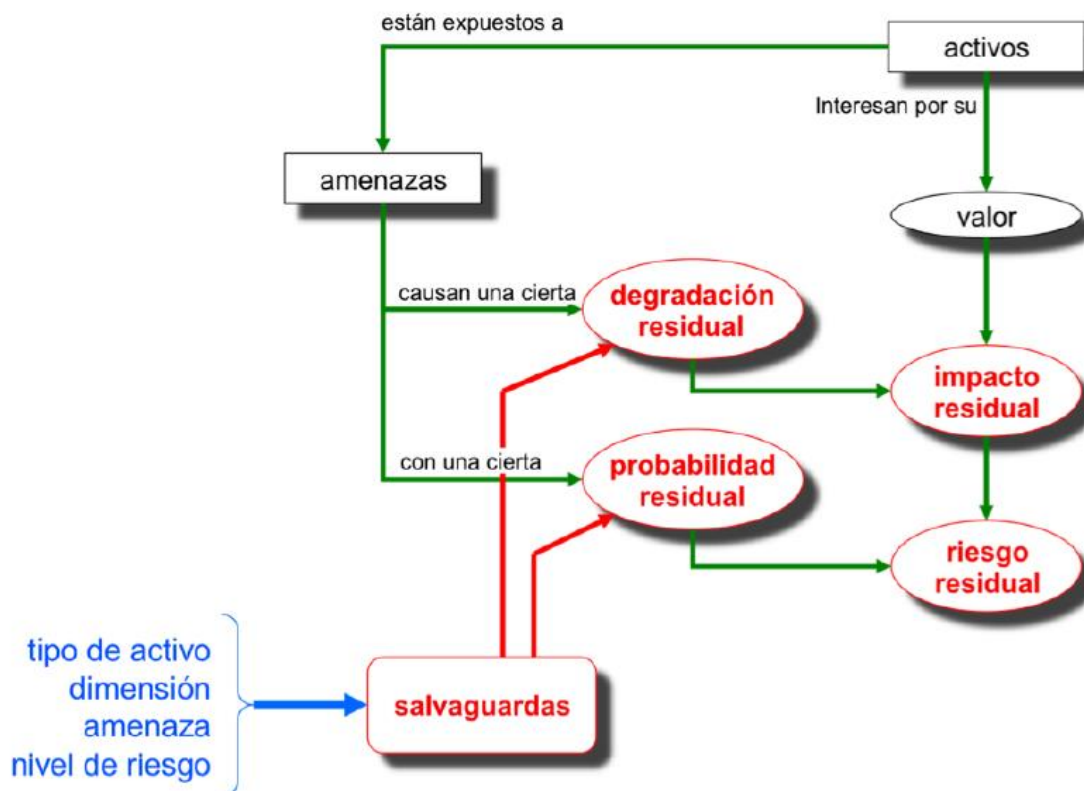 están expuestos a
activos
Interesan por su
amenazas
valor
causan una cierta
degradación
residual
impacto
residual
con una cierta
probabilidad
residual
riesgo
residual
tipo de activo
dimensión
amenaza
nivel de riesgo
salvaguardas